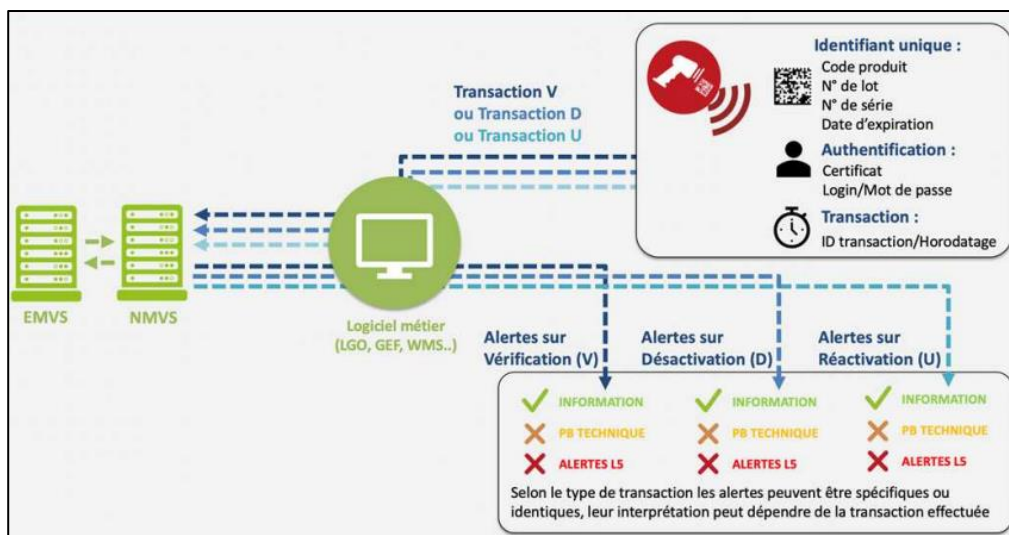 Identifiant unique :
Code produit
N° de lot
N° de série
Date d'expiration
Authentification :
Certificat
Login/Mot de passe
Transaction :
ID transaction/Horodatage
Transaction V
ou Transaction D
ou Transaction U
EMVS
NMVS
Logiciel métier
(LGO, GEF, WMS..)
Alertes sur
Vérification (V)
Alertes sur
Désactivation (D)
Alertes sur
Réactivation (U)
INFORMATION
PB TECHNIQUE
ALERTES L5
INFORMATION
PB TECHNIQUE
ALERTES L5
INFORMATION
PB TECHNIQUE
ALERTES L5
Selon le type de transaction les alertes peuvent être spécifiques ou
identiques, leur interprétation peut dépendre de la transaction effectuée